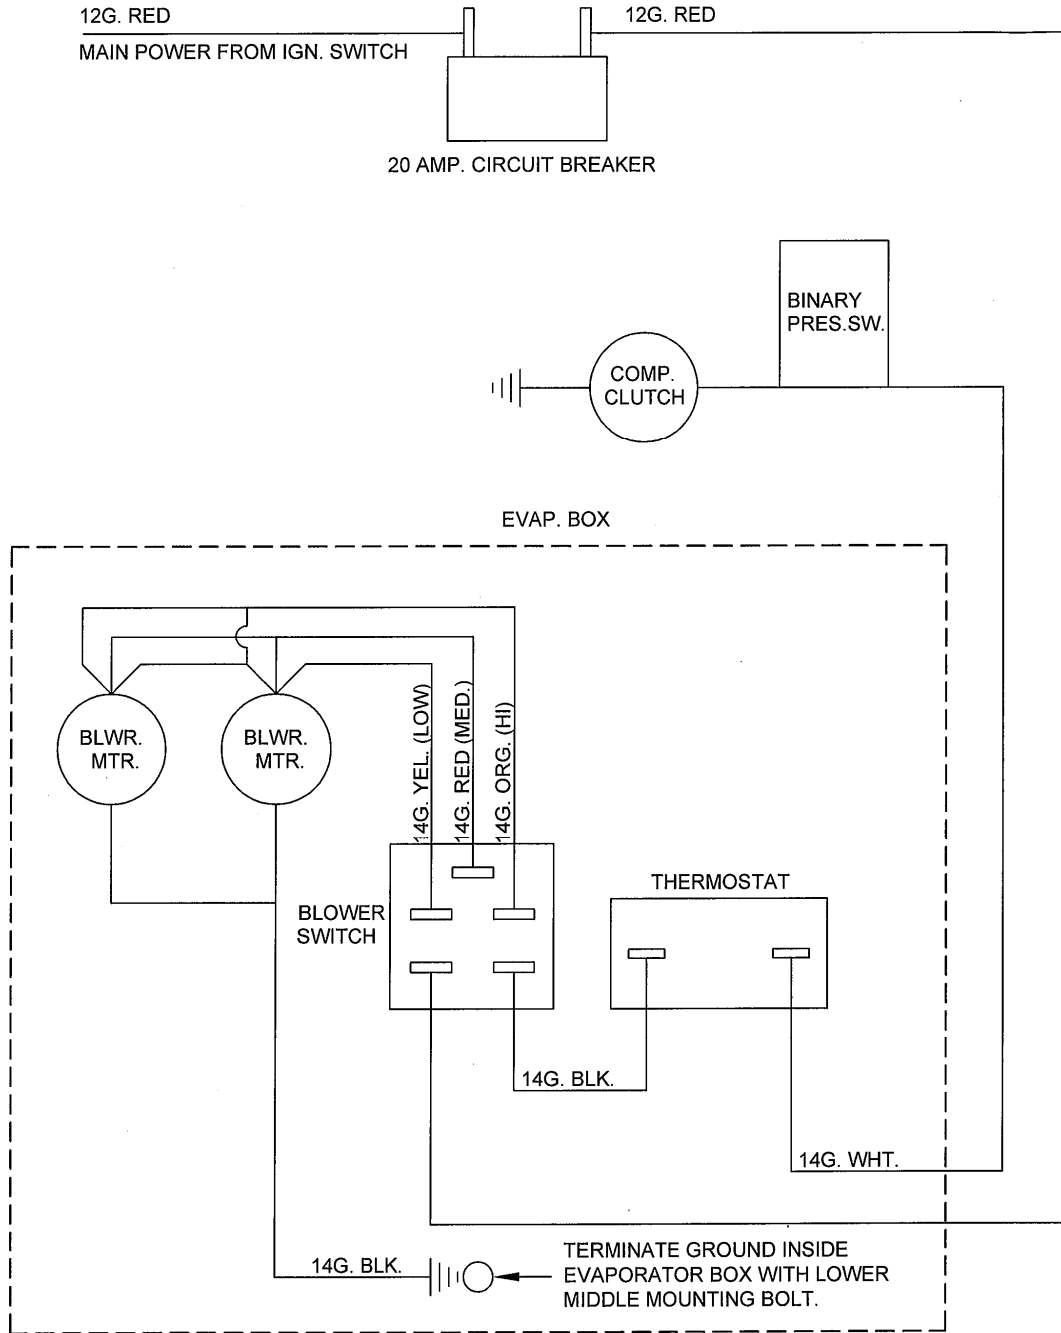 12G. RED
12G. RED
MAIN POWER FROM IGN. SWITCH
20 AMP. CIRCUIT BREAKER
BINARY
PRES.SW.
COMP.
CLUTCH
EVAP. BOX
BLWR.
MTR.
BLWR.
MTR.
14G. YEL. (LOW)
14G. RED (MED.)
14G. ORG. (HI)
BLOWER
SWITCH
THERMOSTAT
14G. BLK.
14G. WHT.
14G. BLK.
TERMINATE GROUND INSIDE
EVAPORATOR BOX WITH LOWER
MIDDLE MOUNTING BOLT.